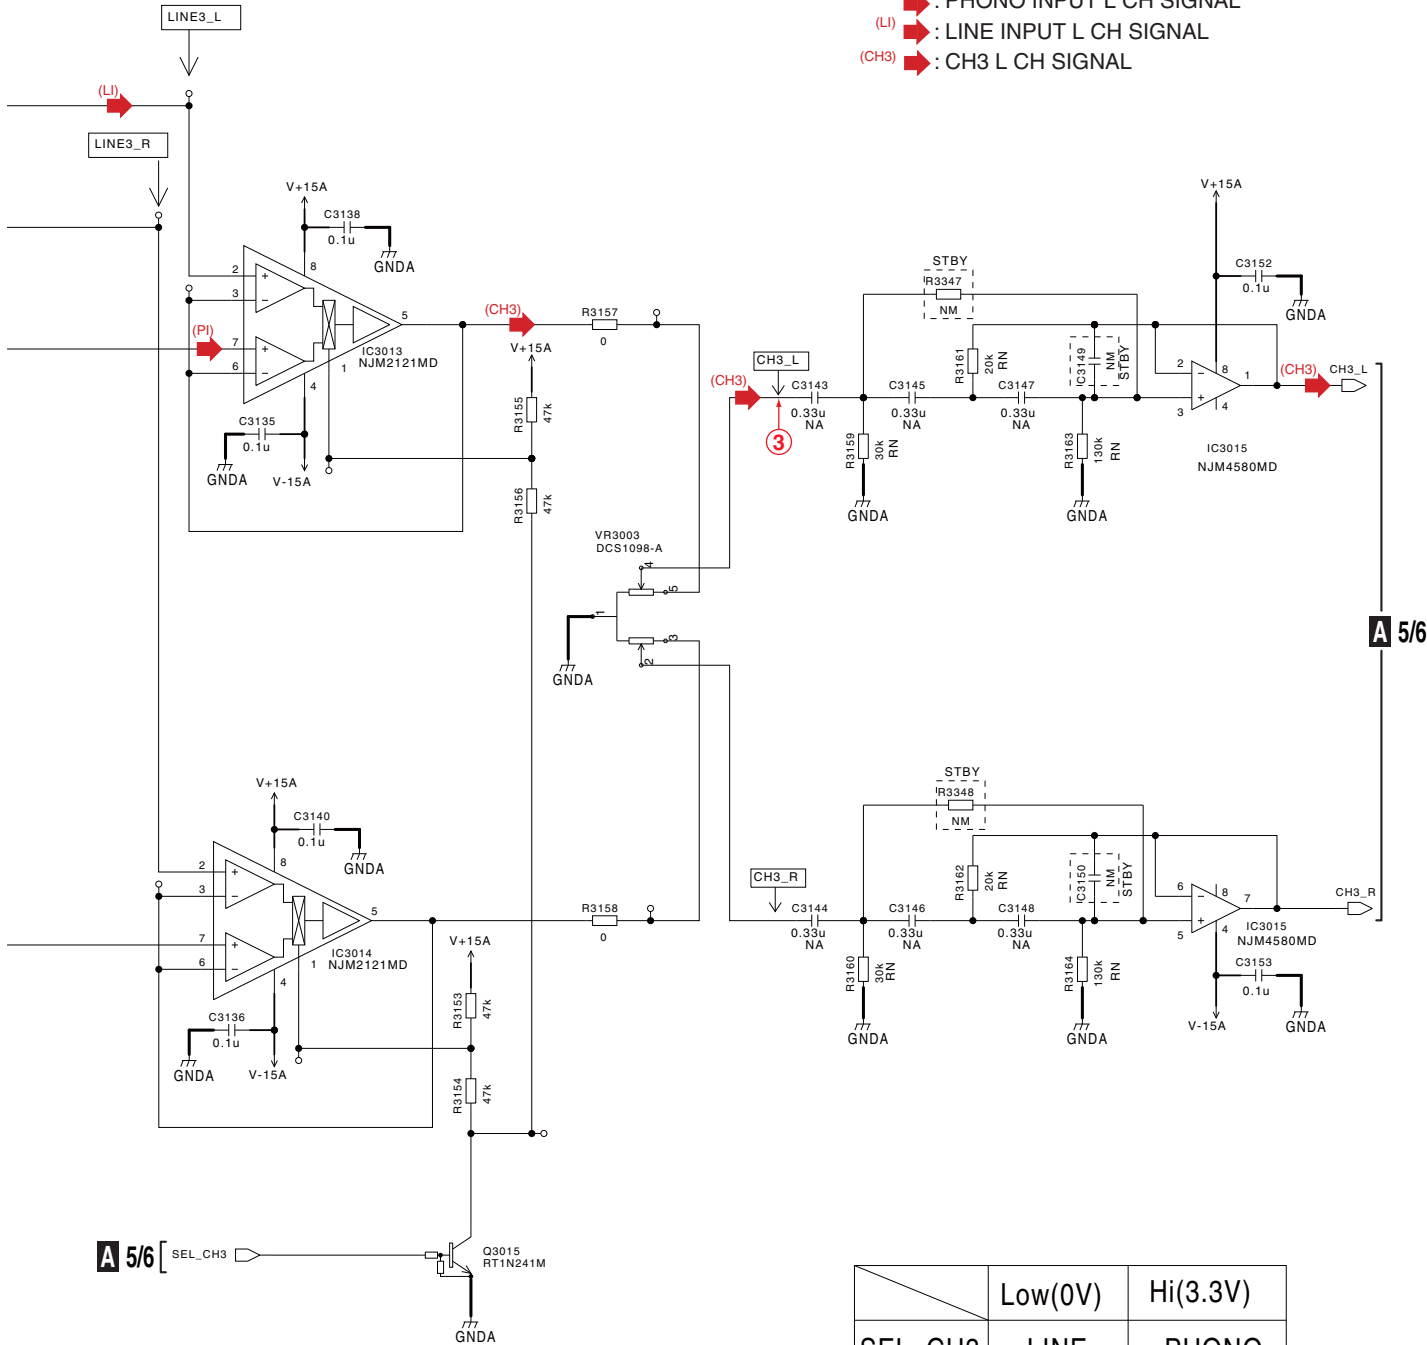 LINE3_L
: PHONO INPUT L CH SIGNAL
(LI) : LINE INPUT L CH SIGNAL
(CH3) : CH3 L CH SIGNAL
(LI)
LINE3_R
V+15A
C3138
0.1u
GNDA
2
3
7
6
8
5
4
1
(PI)
IC3013
NJM2121MD
C3135
0.1u
GNDA
V-15A
(CH3)
V+15A
R3155
47k
R3156
47k
R3157
0
VR3003
DCS1098-A
4
5
1
3
2
GNDA
(CH3)
CH3_L
3
C3143
0.33u
NA
R3159
30k
RN
GNDA
C3145
0.33u
NA
STBY
R3347
NM
R3161
20k
RN
C3147
0.33u
NA
C3149
NM
STBY
R3163
130k
RN
GNDA
V+15A
C3152
0.1u
GNDA
2
3
8
4
1
IC3015
NJM4580MD
(CH3)
CH3_L
A 5/6
V+15A
C3140
0.1u
GNDA
2
3
7
6
8
5
4
1
IC3014
NJM2121MD
C3136
0.1u
GNDA
V-15A
V+15A
R3153
47k
R3154
47k
R3158
0
CH3_R
C3144
0.33u
NA
R3160
30k
RN
GNDA
C3146
0.33u
NA
STBY
R3348
NM
R3162
20k
RN
C3148
0.33u
NA
C3150
NM
STBY
R3164
130k
RN
GNDA
6
5
8
4
7
IC3015
NJM4580MD
C3153
0.1u
V-15A
GNDA
CH3_R
A 5/6
SEL_CH3
Q3015
RT1N241M
GNDA
Low(0V) Hi(3.3V)
SEL_CH3 LINE PHONO